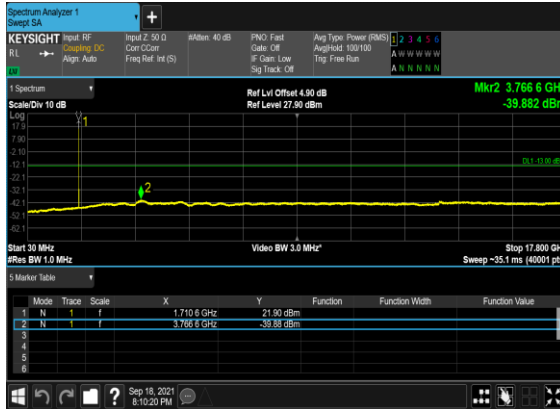 Spectrum Analyzer 1
Swept SA
KEYSIGHT Input: RF Input Z: 50 Ω #Atten: 40 dB PNO: Fast Avg Type: Power (RMS) 1 2 3 4 5 6
RL Coupling: DC Corr CCorr Gate: Off Avg|Hold: 100/100 A W W W W W
Align: Auto Freq Ref: Int (S) IF Gain: Low Trig: Free Run
LU Sig Track: Off A N N N N N
1 Spectrum Ref Lvl Offset 4.90 dB Mkr2 3.766 6 GH
Scale/Div 10 dB Ref Level 27.90 dBm -39.882 dB
Log
17.9 1
7.90
-2.10
-12.1 DL1 -13.00 dB
-22.1
-32.1 2
-42.1
-52.1
-62.1
Start 30 MHz Video BW 3.0 MHz* Stop 17.800 GH
#Res BW 1.0 MHz Sweep ~35.1 ms (40001 pt
5 Marker Table
Mode Trace Scale X Y Function Function Width Function Value
1 N 1 f 1.710 6 GHz 21.90 dBm
2 N 1 f 3.766 6 GHz -39.88 dBm
3
4
5
6
? Sep 18, 2021
8:10:20 PM